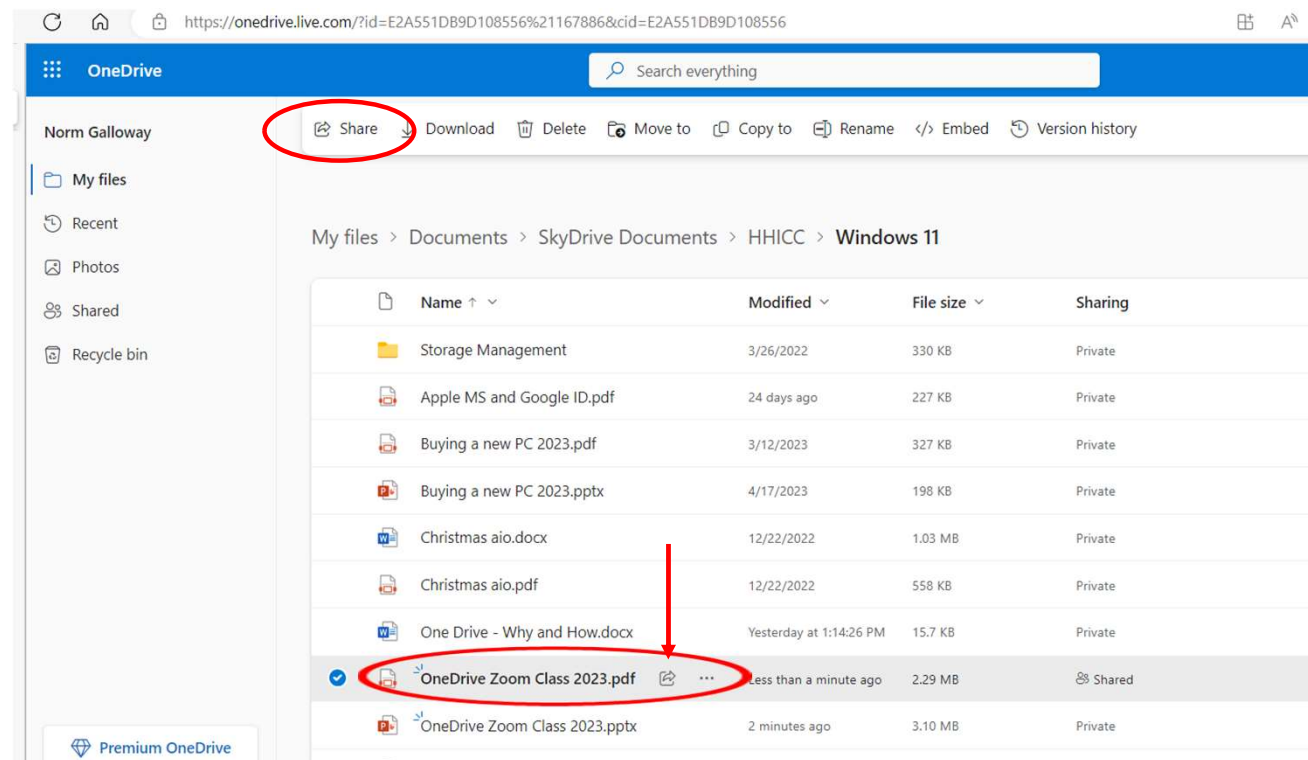 https://onedrive.live.com/?id=E2A551DB9D108556%21167886&cid=E2A551DB9D108556
OneDrive
Search everything
Norm Galloway
Share Download Delete Move to Copy to Rename Embed Version history
My files
Recent
Photos
Shared
Recycle bin
My files > Documents > SkyDrive Documents > HHICC > Windows 11
Name Modified File size Sharing
Storage Management 3/26/2022 330 KB Private
Apple MS and Google ID.pdf 24 days ago 227 KB Private
Buying a new PC 2023.pdf 3/12/2023 327 KB Private
Buying a new PC 2023.pptx 4/17/2023 198 KB Private
Christmas aio.docx 12/22/2022 1.03 MB Private
Christmas aio.pdf 12/22/2022 558 KB Private
One Drive - Why and How.docx Yesterday at 1:14:26 PM 15.7 KB Private
OneDrive Zoom Class 2023.pdf ... Less than a minute ago 2.29 MB Shared
OneDrive Zoom Class 2023.pptx 2 minutes ago 3.10 MB Private
Premium OneDrive